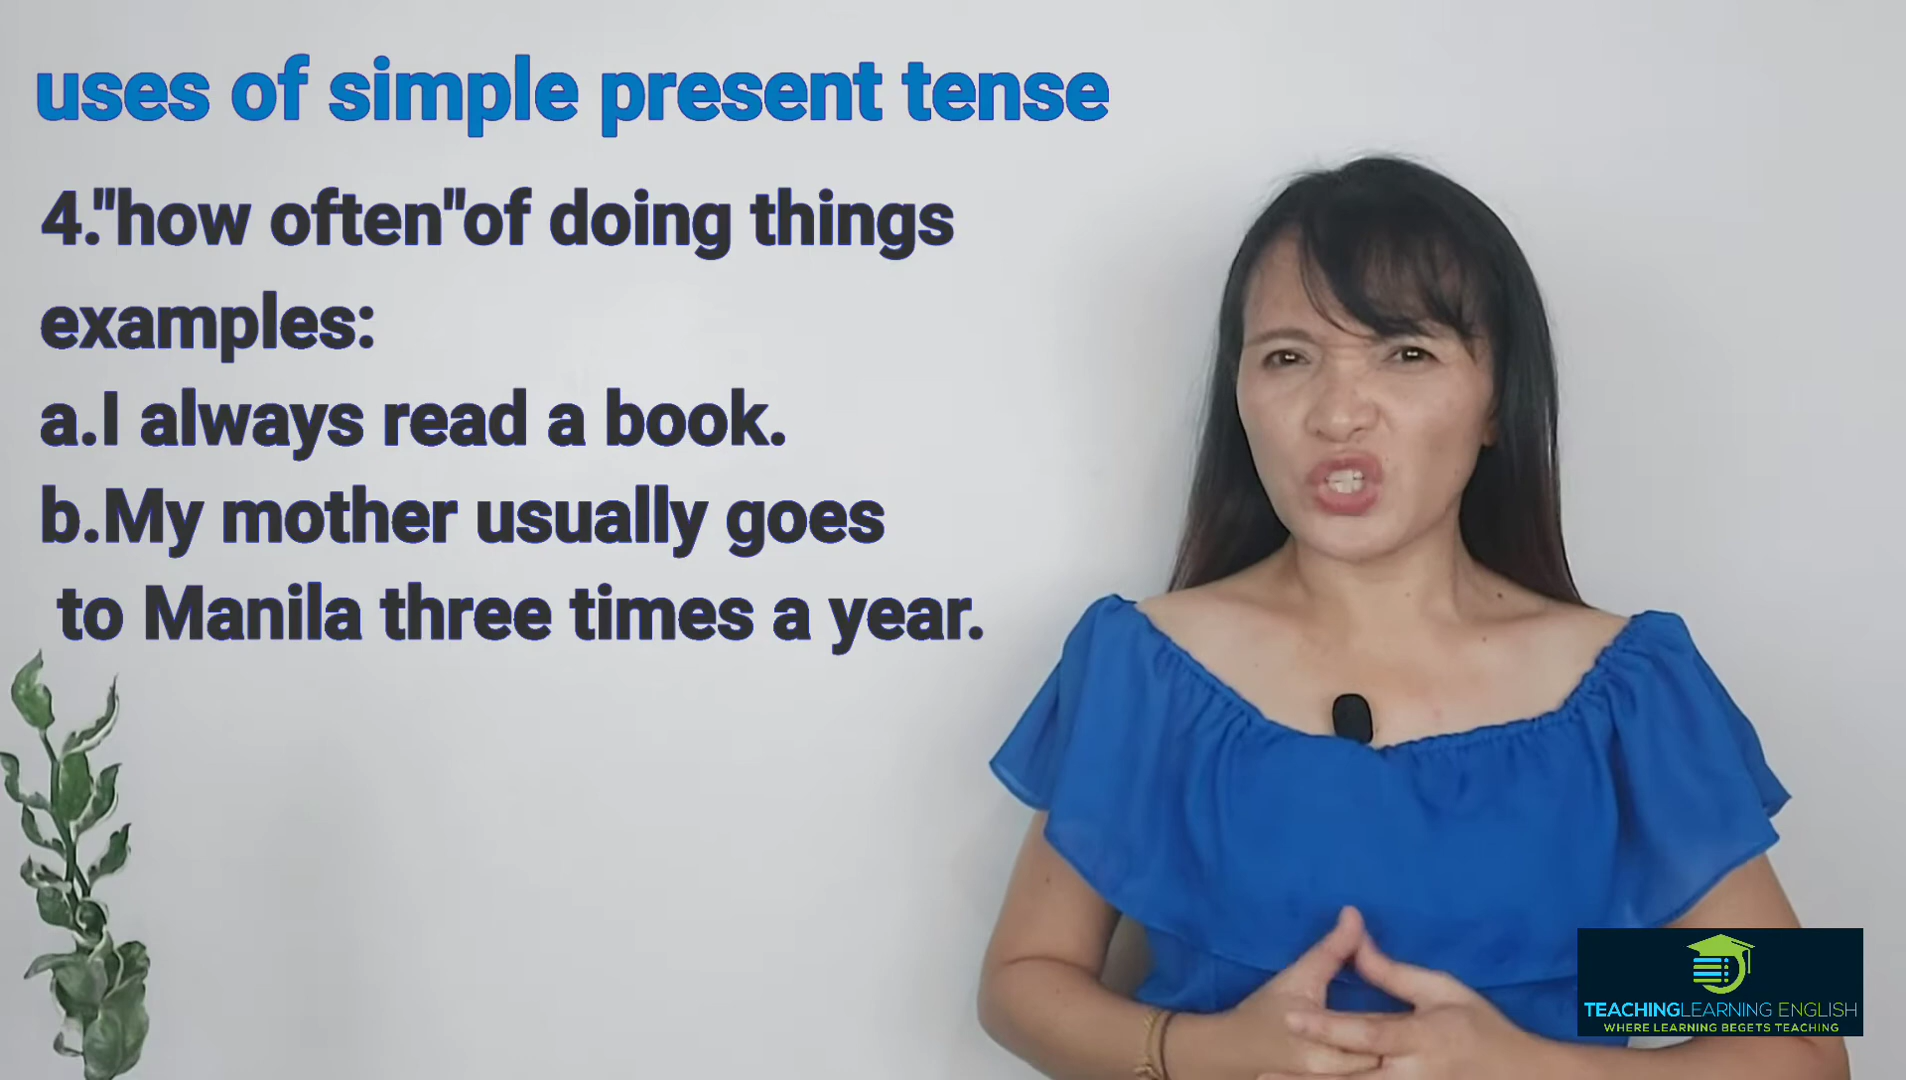 uses of simple present tense
4."how often"of doing things
examples:
a.I always read a book.
b.My mother usually goes
to Manila three times a year.
TEACHINGLEARNING ENGLISH
WHERE LEARNING BEGETS TEACHING